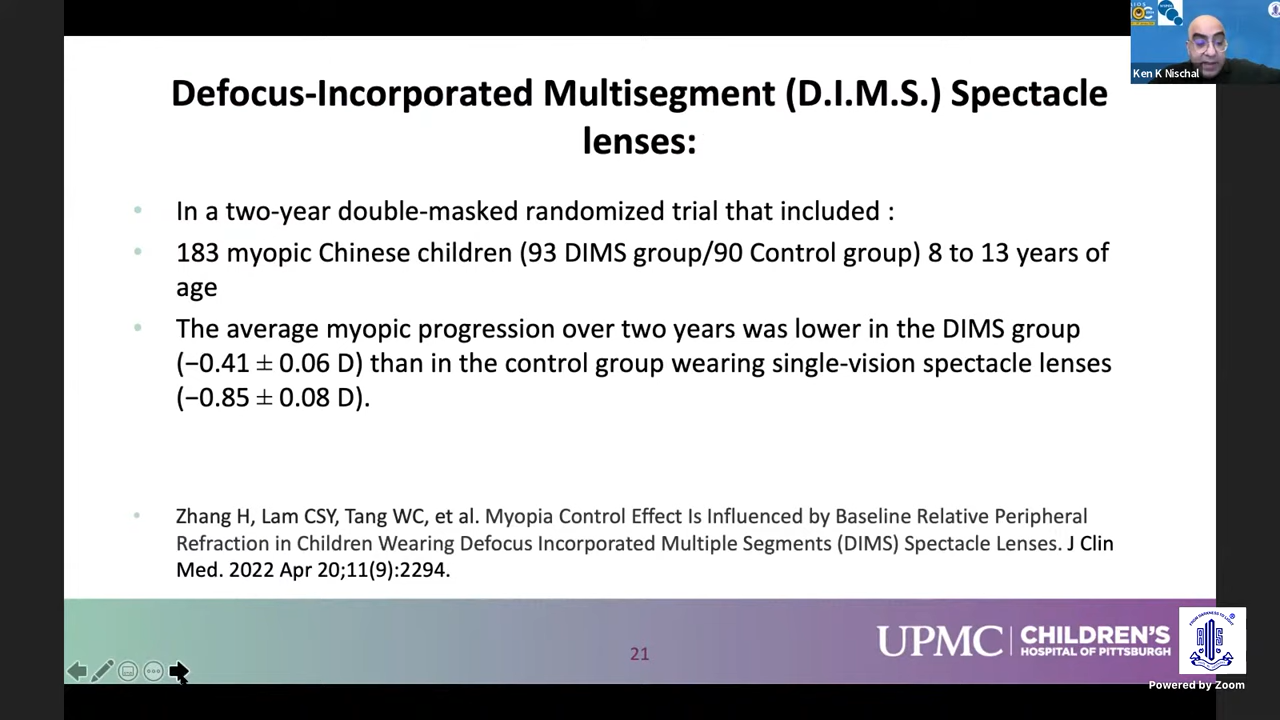 Ken K Nischal
Defocus-Incorporated Multisegment (D.I.M.S.) Spectacle
lenses:
• In a two-year double-masked randomized trial that included :
• 183 myopic Chinese children (93 DIMS group/90 Control group) 8 to 13 years of
age
• The average myopic progression over two years was lower in the DIMS group
(−0.41 ± 0.06 D) than in the control group wearing single-vision spectacle lenses
(−0.85 ± 0.08 D).
• Zhang H, Lam CSY, Tang WC, et al. Myopia Control Effect Is Influenced by Baseline Relative Peripheral
Refraction in Children Wearing Defocus Incorporated Multiple Segments (DIMS) Spectacle Lenses. J Clin
Med. 2022 Apr 20;11(9):2294.
21
UPMC | CHILDREN'S
HOSPITAL OF PITTSBURGH
Powered by Zoom